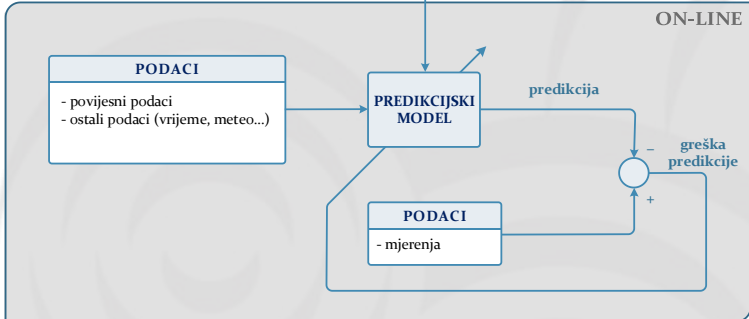 ON-LINE
PODACI
- povijesni podaci
- ostali podaci (vrijeme, meteo...)
PREDIKCIJSKI
MODEL
predikcija
–
greška
predikcije
+
PODACI
- mjerenja